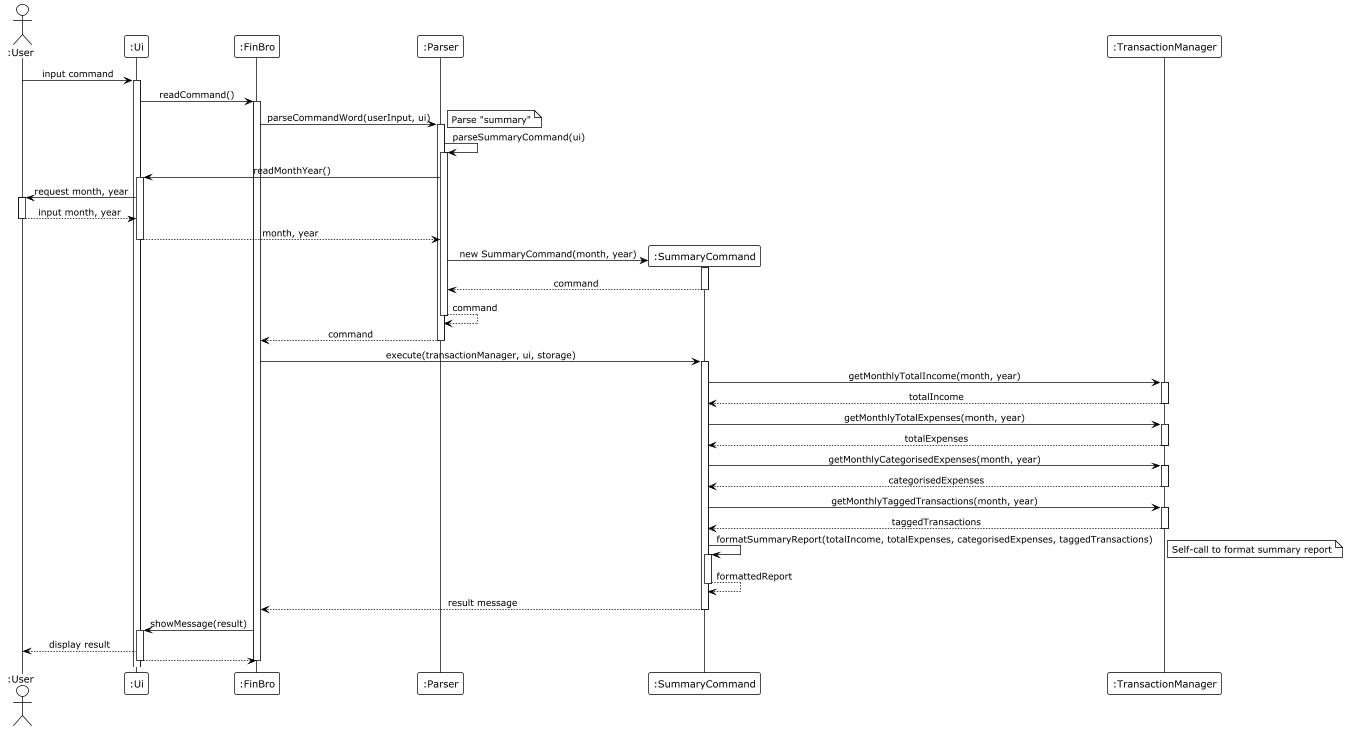 :User
:Ui
:FinBro
:Parser
:TransactionManager
input command
readCommand()
parseCommandWord(userInput, ui)
Parse "summary"
parseSummaryCommand(ui)
readMonthYear()
request month, year
input month, year
month, year
new SummaryCommand(month, year)
:SummaryCommand
command
command
command
execute(transactionManager, ui, storage)
getMonthlyTotalIncome(month, year)
totalIncome
getMonthlyTotalExpenses(month, year)
totalExpenses
getMonthlyCategorisedExpenses(month, year)
categorisedExpenses
getMonthlyTaggedTransactions(month, year)
taggedTransactions
formatSummaryReport(totalIncome, totalExpenses, categorisedExpenses, taggedTransactions)
Self-call to format summary report
formattedReport
result message
showMessage(result)
display result
:User
:Ui
:FinBro
:Parser
:SummaryCommand
:TransactionManager